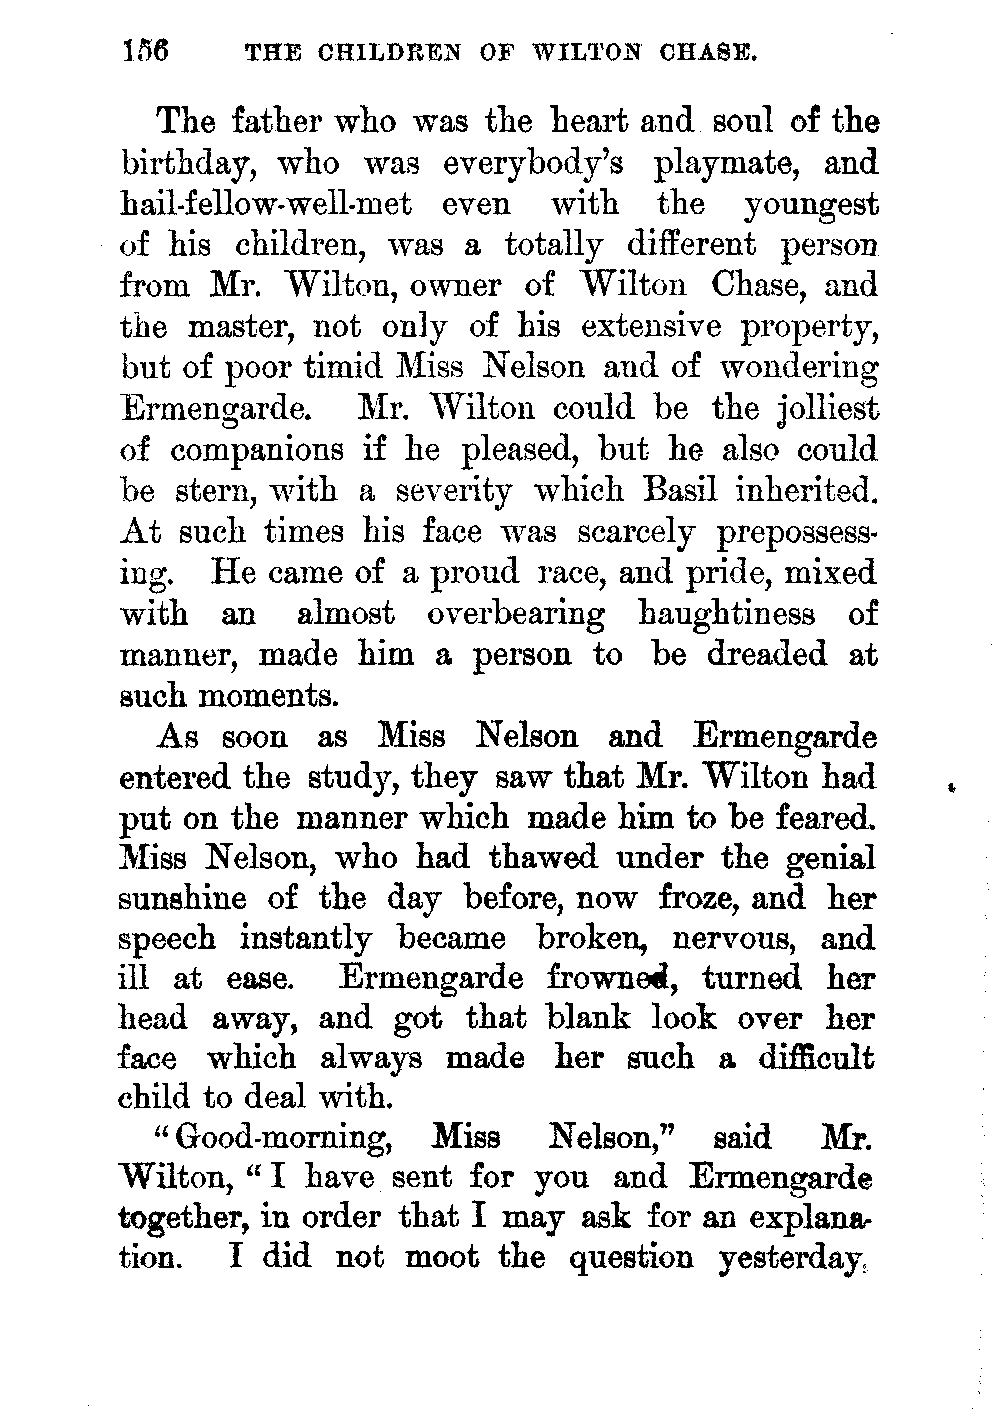 156 THE CHILDREN OF WILTON CHASE.
The father who was the heart and soul of the
birthday, who was everybody's playmate, and
hail-fellow-well-met even with the youngest
of his children, was a totally different person
from Mr. Wilton, owner of Wilton Chase, and
the master, not only of his extensive property,
but of poor timid Miss Nelson and of wondering
Ermengarde. Mr. Wilton could be the jolliest
of companions if he pleased, but he also could
be stern, with a severity which Basil inherited.
At such times his face was scarcely prepossess-
ing. He came of a proud race, and pride, mixed
with an almost overbearing haughtiness of
manner, made him a person to be dreaded at
such moments.
As soon as Miss Nelson and Ermengarde
entered the study, they saw that Mr. Wilton had
put on the manner which made him to be feared.
Miss Nelson, who had thawed under the genial
sunshine of the day before, now froze, and her
speech instantly became broken, nervous, and
ill at ease. Ermengarde frowned, turned her
head away, and got that blank look over her
face which always made her such a difficult
child to deal with.
"Good-morning, Miss Nelson," said Mr.
Wilton, "I have sent for you and Ermengarde
together, in order that I may ask for an explana-
tion. I did not moot the question yesterday,